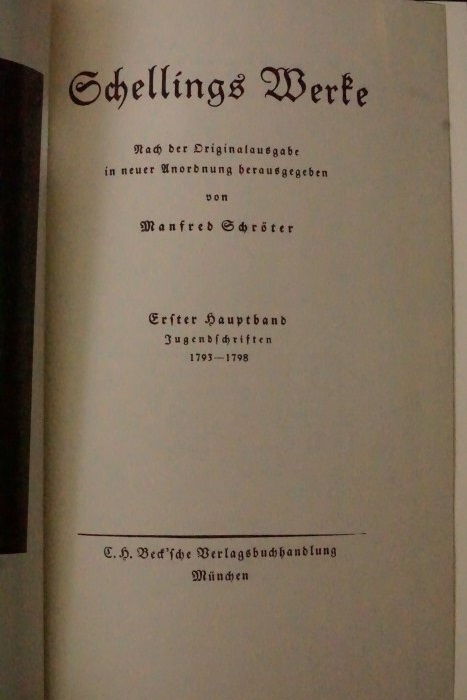 Schellings Werke
Nach der Originalausgabe
in neuer Anordnung herausgegeben
von
Manfred Schröter
Erſter Hauptband
Jugendſchriften
1793—1798
C. H. Beck'ſche Verlagsbuchhandlung
München